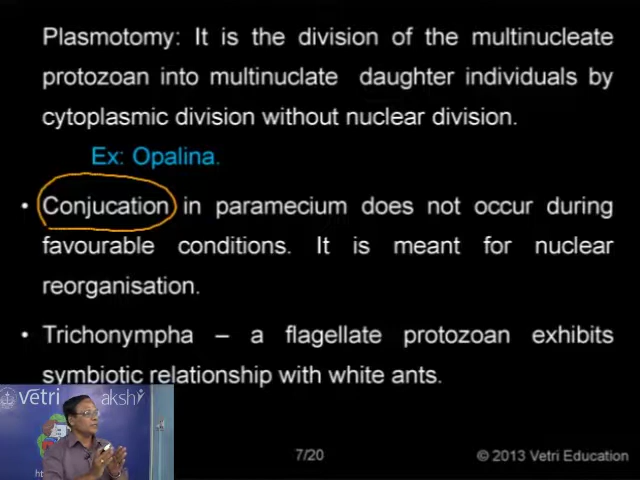 Plasmotomy: It is the division of the multinucleate
protozoan into multinuclate daughter individuals by
cytoplasmic division without nuclear division.
Ex: Opalina.
• Conjucation in paramecium does not occur during
favourable conditions. It is meant for nuclear
reorganisation.
• Trichonympha – a flagellate protozoan exhibits
symbiotic relationship with white ants.
vetri akshi
7/20 © 2013 Vetri Education